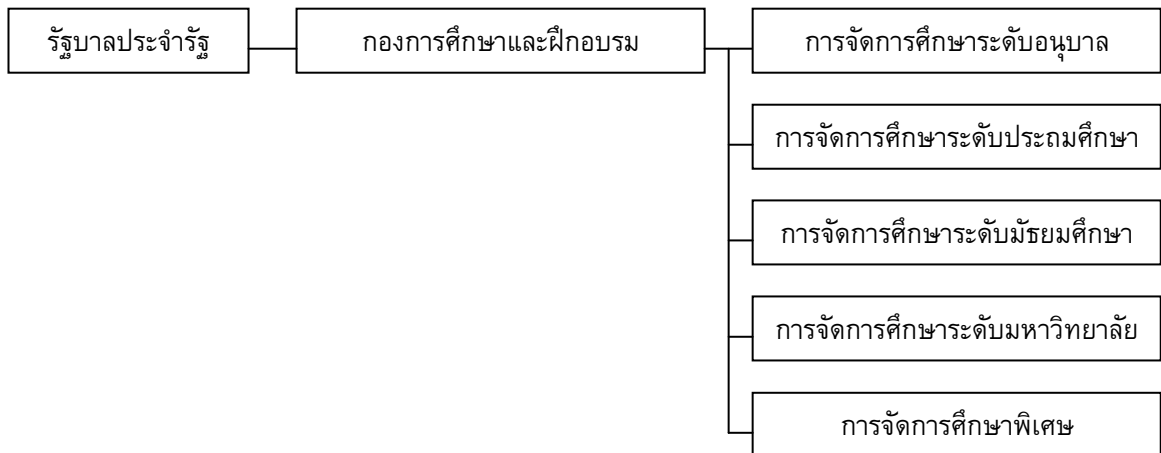 รัฐบาลประจำรัฐ
กองการศึกษาและฝึกอบรม
การจัดการศึกษาระดับอนุบาล
การจัดการศึกษาระดับประถมศึกษา
การจัดการศึกษาระดับมัธยมศึกษา
การจัดการศึกษาระดับมหาวิทยาลัย
การจัดการศึกษาพิเศษ